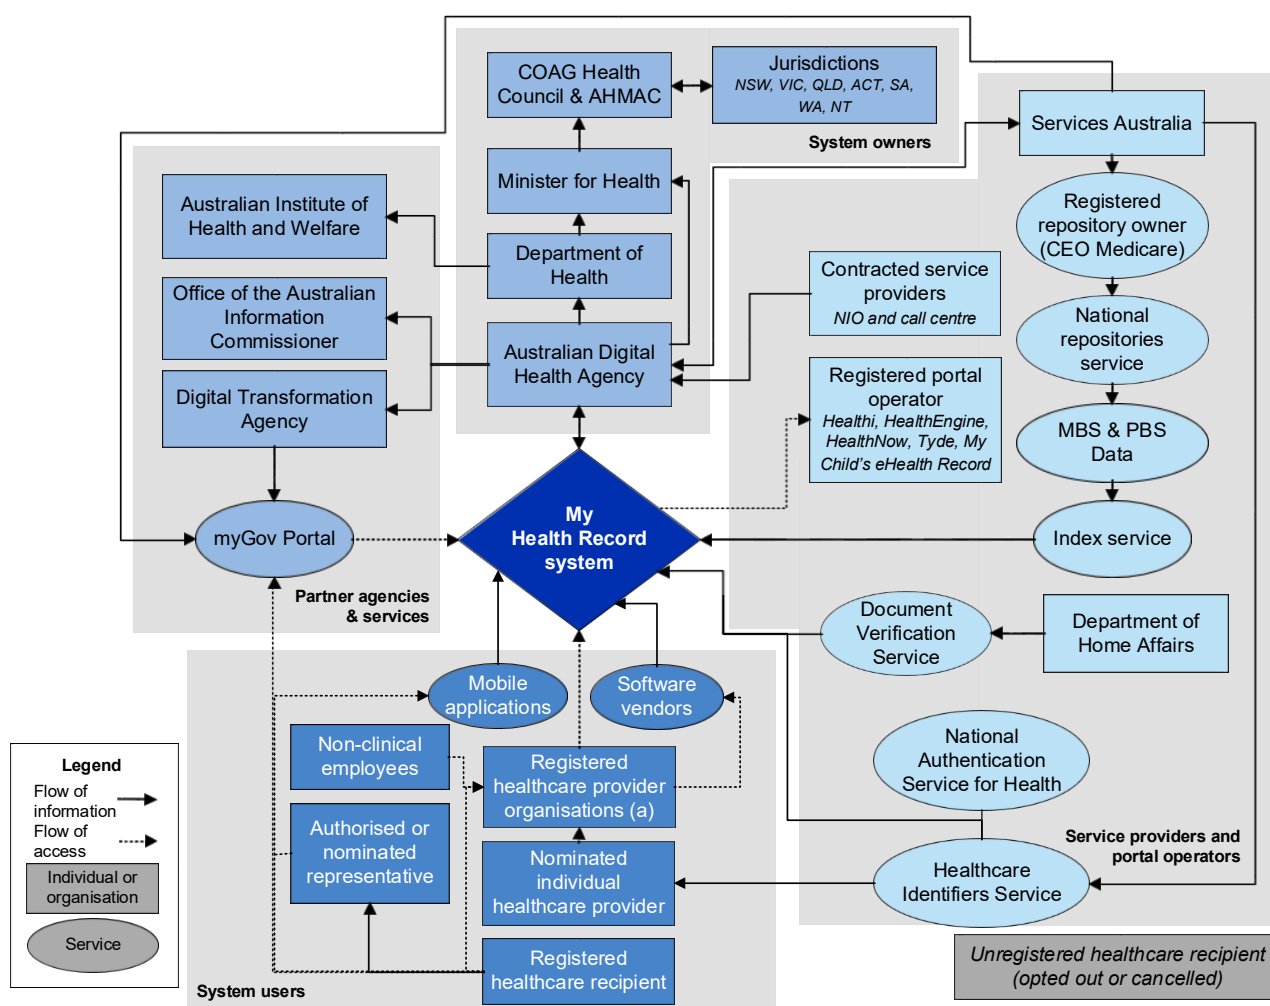 COAG Health
Council & AHMAC
Jurisdictions
NSW, VIC, QLD, ACT, SA,
WA, NT
System owners
Services Australia
Minister for Health
Australian Institute of
Health and Welfare
Department of
Health
Registered
repository owner
(CEO Medicare)
Contracted service
providers
NIO and call centre
Office of the Australian
Information
Commissioner
Australian Digital
Health Agency
National
repositories
service
Digital Transformation
Agency
Registered portal
operator
Healthi, HealthEngine,
HealthNow, Tyde, My
Child's eHealth Record
MBS & PBS
Data
myGov Portal
My
Health Record
system
Index service
Partner agencies
& services
Document
Verification
Service
Department of
Home Affairs
Mobile
applications
Software
vendors
Non-clinical
employees
Registered
healthcare provider
organisations (a)
National
Authentication
Service for Health
Authorised or
nominated
representative
Nominated
individual
healthcare provider
Healthcare
Identifiers Service
Service providers and
portal operators
Registered
healthcare recipient
System users
Unregistered healthcare recipient
(opted out or cancelled)
Legend
Flow of
information
Flow of
access
Individual or
organisation
Service